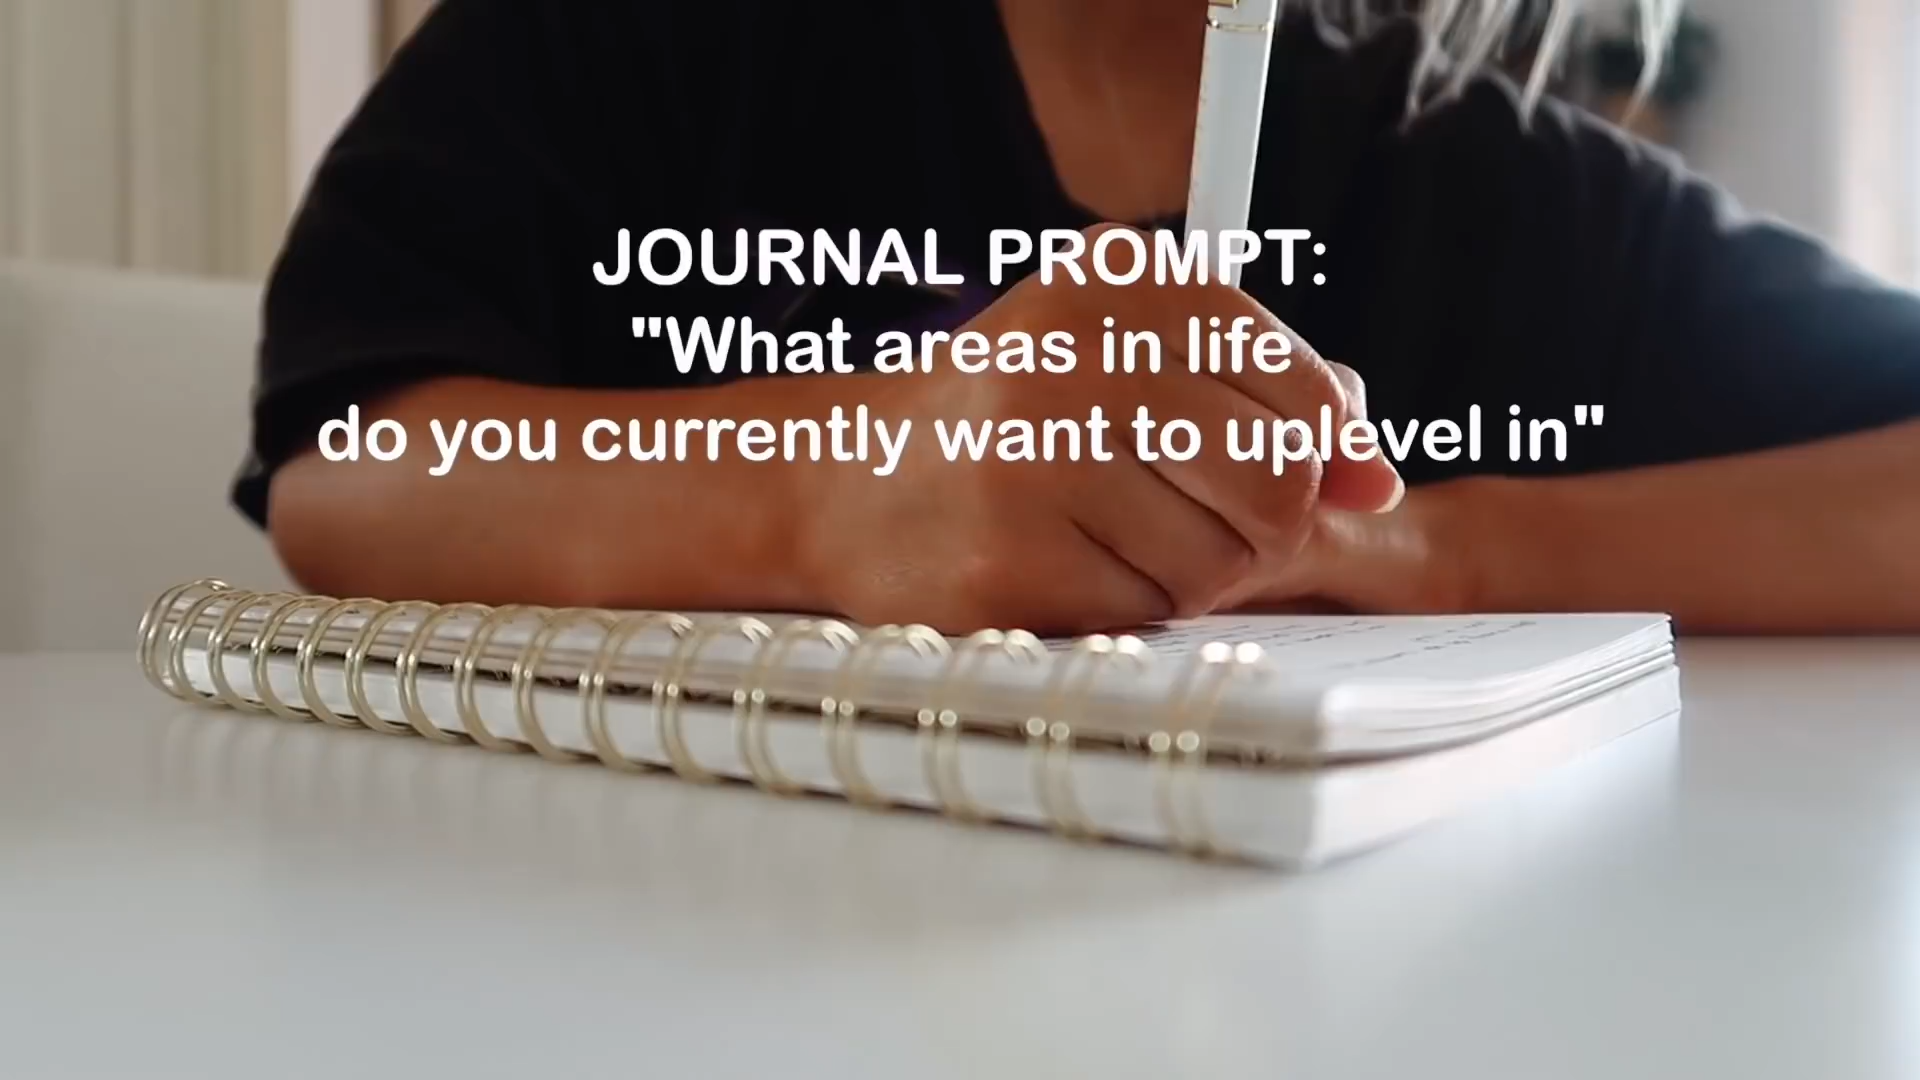 JOURNAL PROMPT:
"What areas in life
do you currently want to uplevel in"